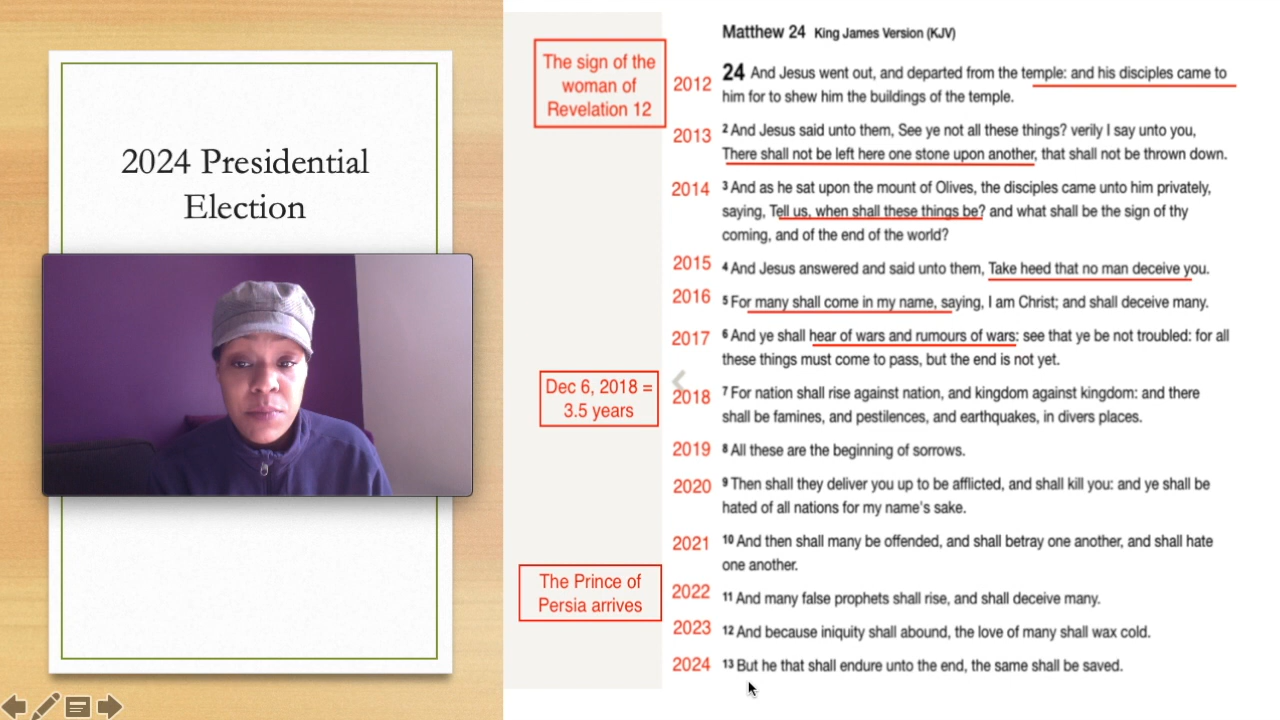 2024 Presidential
Election
The sign of the
woman of
Revelation 12
Dec 6, 2018 =
3.5 years
The Prince of
Persia arrives
Matthew 24 King James Version (KJV)
2012
24 And Jesus went out, and departed from the temple: and his disciples came to
him for to shew him the buildings of the temple.
2013
2 And Jesus said unto them, See ye not all these things? verily I say unto you,
There shall not be left here one stone upon another, that shall not be thrown down.
2014
3 And as he sat upon the mount of Olives, the disciples came unto him privately,
saying, Tell us, when shall these things be? and what shall be the sign of thy
coming, and of the end of the world?
2015
4 And Jesus answered and said unto them, Take heed that no man deceive you.
2016
5 For many shall come in my name, saying, I am Christ; and shall deceive many.
2017
6 And ye shall hear of wars and rumours of wars: see that ye be not troubled: for all
these things must come to pass, but the end is not yet.
2018
7 For nation shall rise against nation, and kingdom against kingdom: and there
shall be famines, and pestilences, and earthquakes, in divers places.
2019
8 All these are the beginning of sorrows.
2020
9 Then shall they deliver you up to be afflicted, and shall kill you: and ye shall be
hated of all nations for my name's sake.
2021
10 And then shall many be offended, and shall betray one another, and shall hate
one another.
2022
11 And many false prophets shall rise, and shall deceive many.
2023
12 And because iniquity shall abound, the love of many shall wax cold.
2024
13 But he that shall endure unto the end, the same shall be saved.